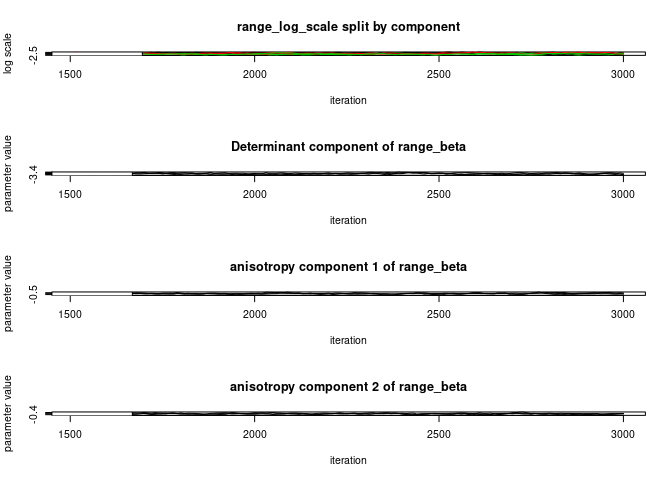 range_log_scale split by component
log scale
-2.5
1500 2000 2500 3000
iteration
Determinant component of range_beta
parameter value
-3.4
1500 2000 2500 3000
iteration
anisotropy component 1 of range_beta
parameter value
-0.5
1500 2000 2500 3000
iteration
anisotropy component 2 of range_beta
parameter value
-0.4
1500 2000 2500 3000
iteration